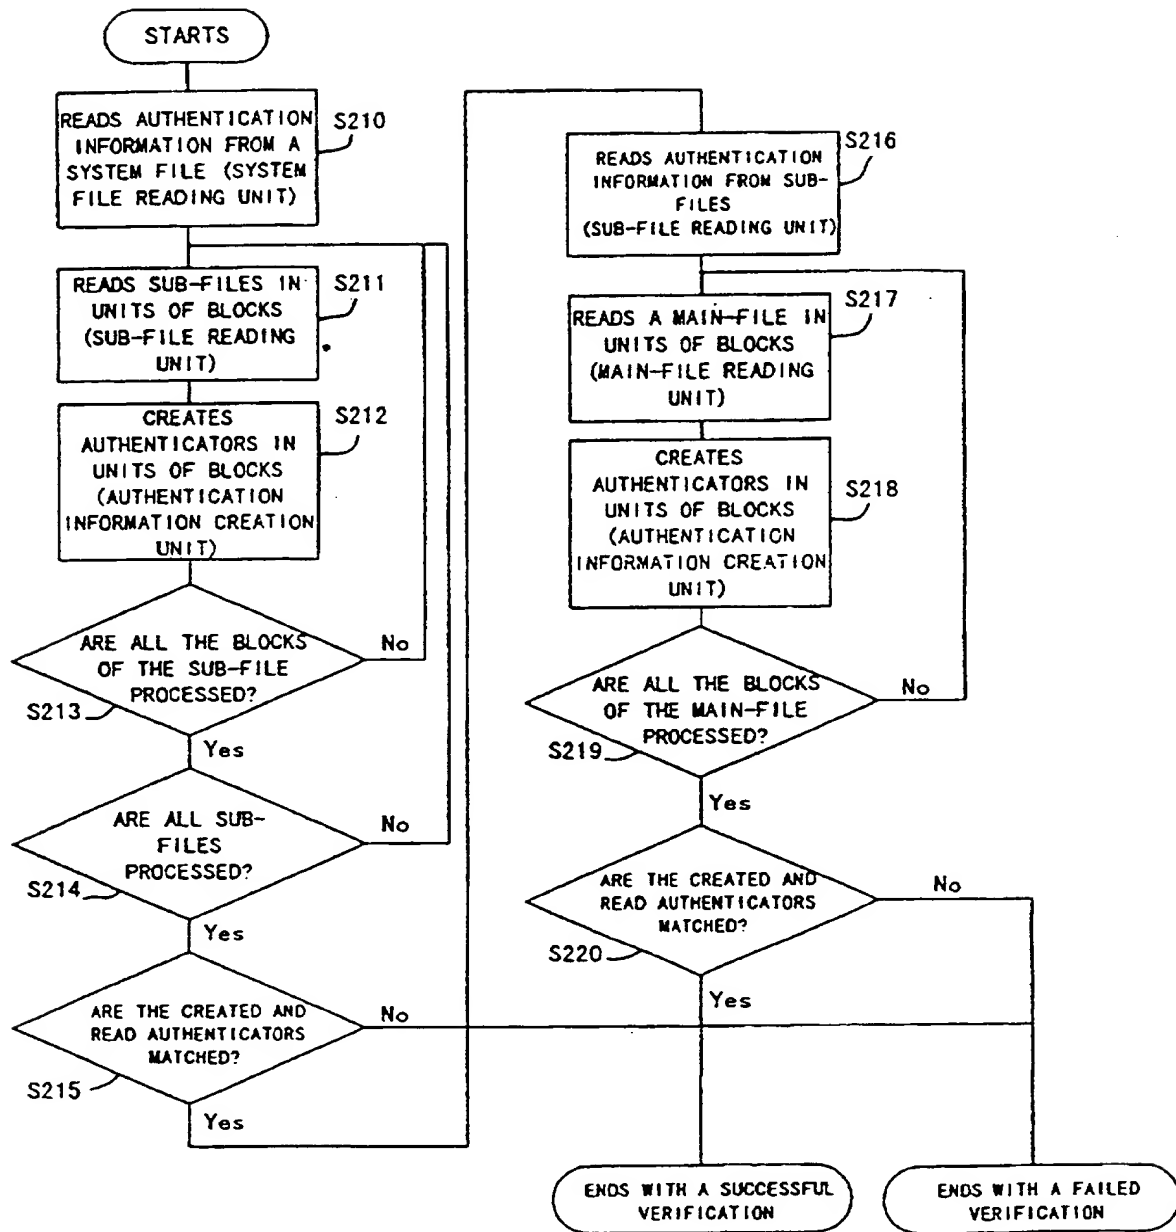 STARTS
READS AUTHENTICATION
INFORMATION FROM A
SYSTEM FILE (SYSTEM
FILE READING UNIT)
S210
READS SUB-FILES IN
UNITS OF BLOCKS
(SUB-FILE READING
UNIT)
S211
CREATES
AUTHENTICATORS IN
UNITS OF BLOCKS
(AUTHENTICATION
INFORMATION CREATION
UNIT)
S212
ARE ALL THE BLOCKS
OF THE SUB-FILE
PROCESSED?
No
S213
Yes
ARE ALL SUB-
FILES
PROCESSED?
No
S214
Yes
ARE THE CREATED AND
READ AUTHENTICATORS
MATCHED?
No
S215
Yes
READS AUTHENTICATION
INFORMATION FROM SUB-
FILES
(SUB-FILE READING UNIT)
S216
READS A MAIN-FILE IN
UNITS OF BLOCKS
(MAIN-FILE READING
UNIT)
S217
CREATES
AUTHENTICATORS IN
UNITS OF BLOCKS
(AUTHENTICATION
INFORMATION CREATION
UNIT)
S218
ARE ALL THE BLOCKS
OF THE MAIN-FILE
PROCESSED?
No
S219
Yes
ARE THE CREATED AND
READ AUTHENTICATORS
MATCHED?
No
S220
Yes
ENDS WITH A SUCCESSFUL
VERIFICATION
ENDS WITH A FAILED
VERIFICATION